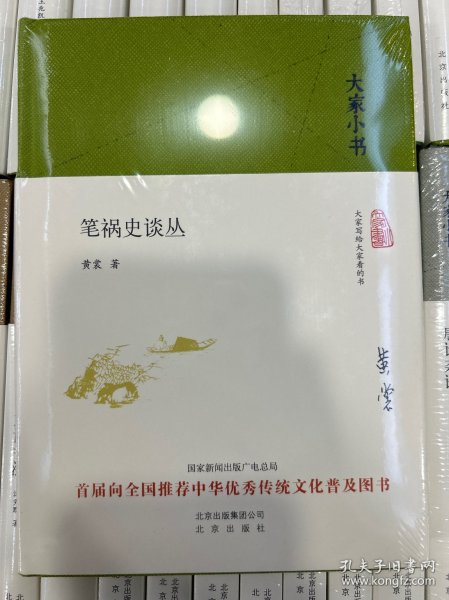 大家小书
笔祸史谈丛
黄裳 著
大家写给大家看的书
黄裳
国家新闻出版广电总局
首届向全国推荐中华优秀传统文化普及图书
北京出版集团公司
北京出版社
孔夫子旧书网